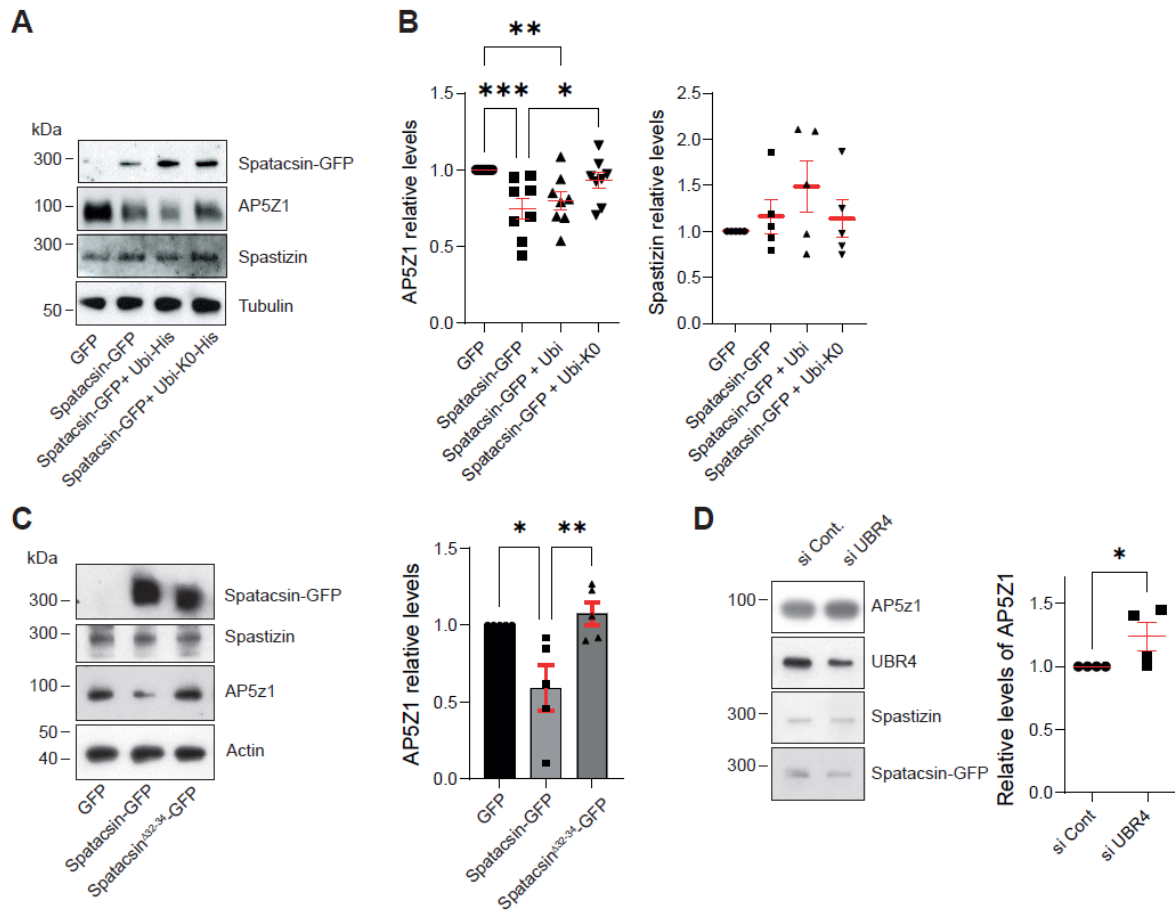 A
kDa
300
100
300
50
Spatacsin-GFP
AP5Z1
Spastizin
Tubulin
GFP
Spatacsin-GFP
Spatacsin-GFP+ Ubi-His
Spatacsin-GFP+ Ubi-K0-His
B
**
*** *
1.5
1.0
0.5
0.0
AP5Z1 relative levels
GFP
Spatacsin-GFP
Spatacsin-GFP + Ubi
Spatacsin-GFP + Ubi-K0
2.5
2.0
1.5
1.0
0.5
0.0
Spastizin relative levels
GFP
Spatacsin-GFP
Spatacsin-GFP + Ubi
Spatacsin-GFP + Ubi-K0
C
kDa
300
300
100
50
40
Spatacsin-GFP
Spastizin
AP5z1
Actin
GFP
Spatacsin-GFP
SpatacsinΔ32-34-GFP
* **
1.5
1.0
0.5
0.0
AP5Z1 relative levels
GFP
Spatacsin-GFP
SpatacsinΔ32-34-GFP
D
si Cont.
si UBR4
100
300
300
AP5z1
UBR4
Spastizin
Spatacsin-GFP
*
1.5
1.0
0.5
0.0
Relative levels of AP5Z1
si Cont
si UBR4